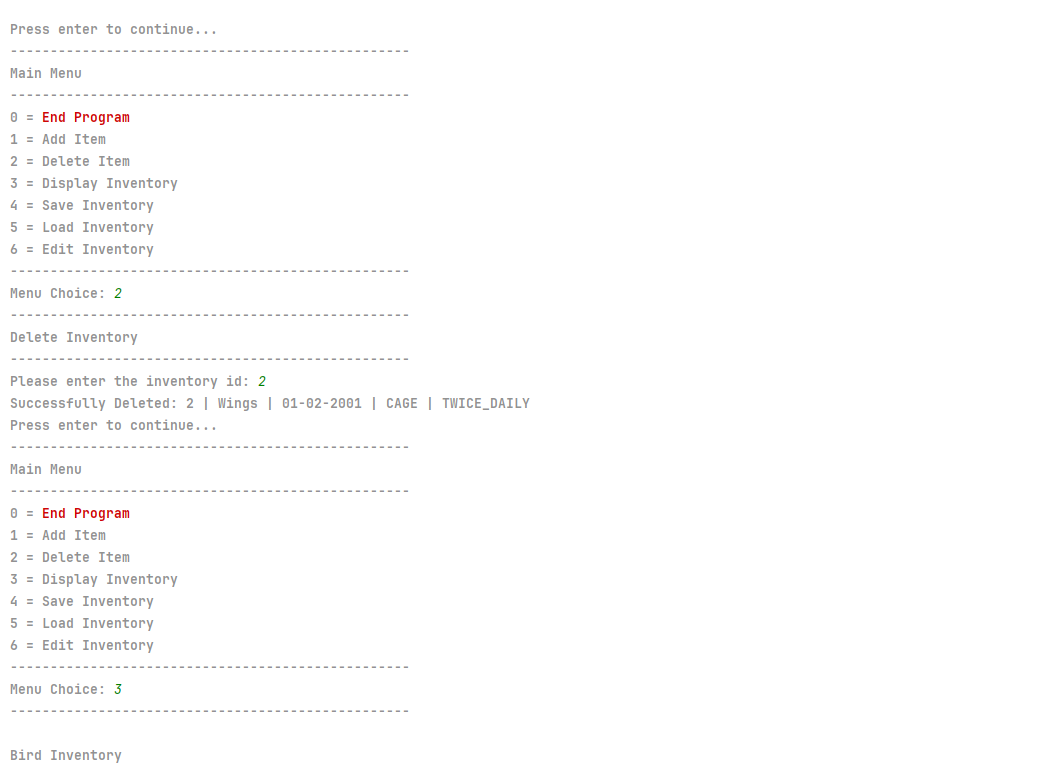 Press enter to continue...
--------------------------------------------------
Main Menu
--------------------------------------------------
0 = End Program
1 = Add Item
2 = Delete Item
3 = Display Inventory
4 = Save Inventory
5 = Load Inventory
6 = Edit Inventory
--------------------------------------------------
Menu Choice: 2
--------------------------------------------------
Delete Inventory
--------------------------------------------------
Please enter the inventory id: 2
Successfully Deleted: 2 | Wings | 01-02-2001 | CAGE | TWICE_DAILY
Press enter to continue...
--------------------------------------------------
Main Menu
--------------------------------------------------
0 = End Program
1 = Add Item
2 = Delete Item
3 = Display Inventory
4 = Save Inventory
5 = Load Inventory
6 = Edit Inventory
--------------------------------------------------
Menu Choice: 3
--------------------------------------------------
Bird Inventory